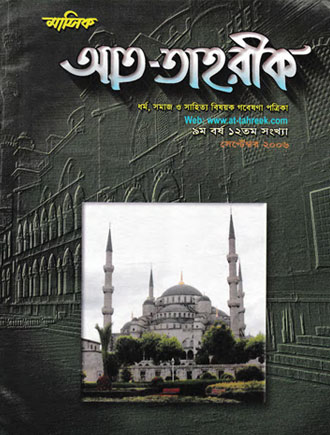 মাসিক
আত-তাহরীক
ধর্ম, সমাজ ও সাহিত্য বিষয়ক গবেষণা পত্রিকা
Web: www.at-tahreek.com
৯ম বর্ষ ১২তম সংখ্যা
সেপ্টেম্বর ২০০৬